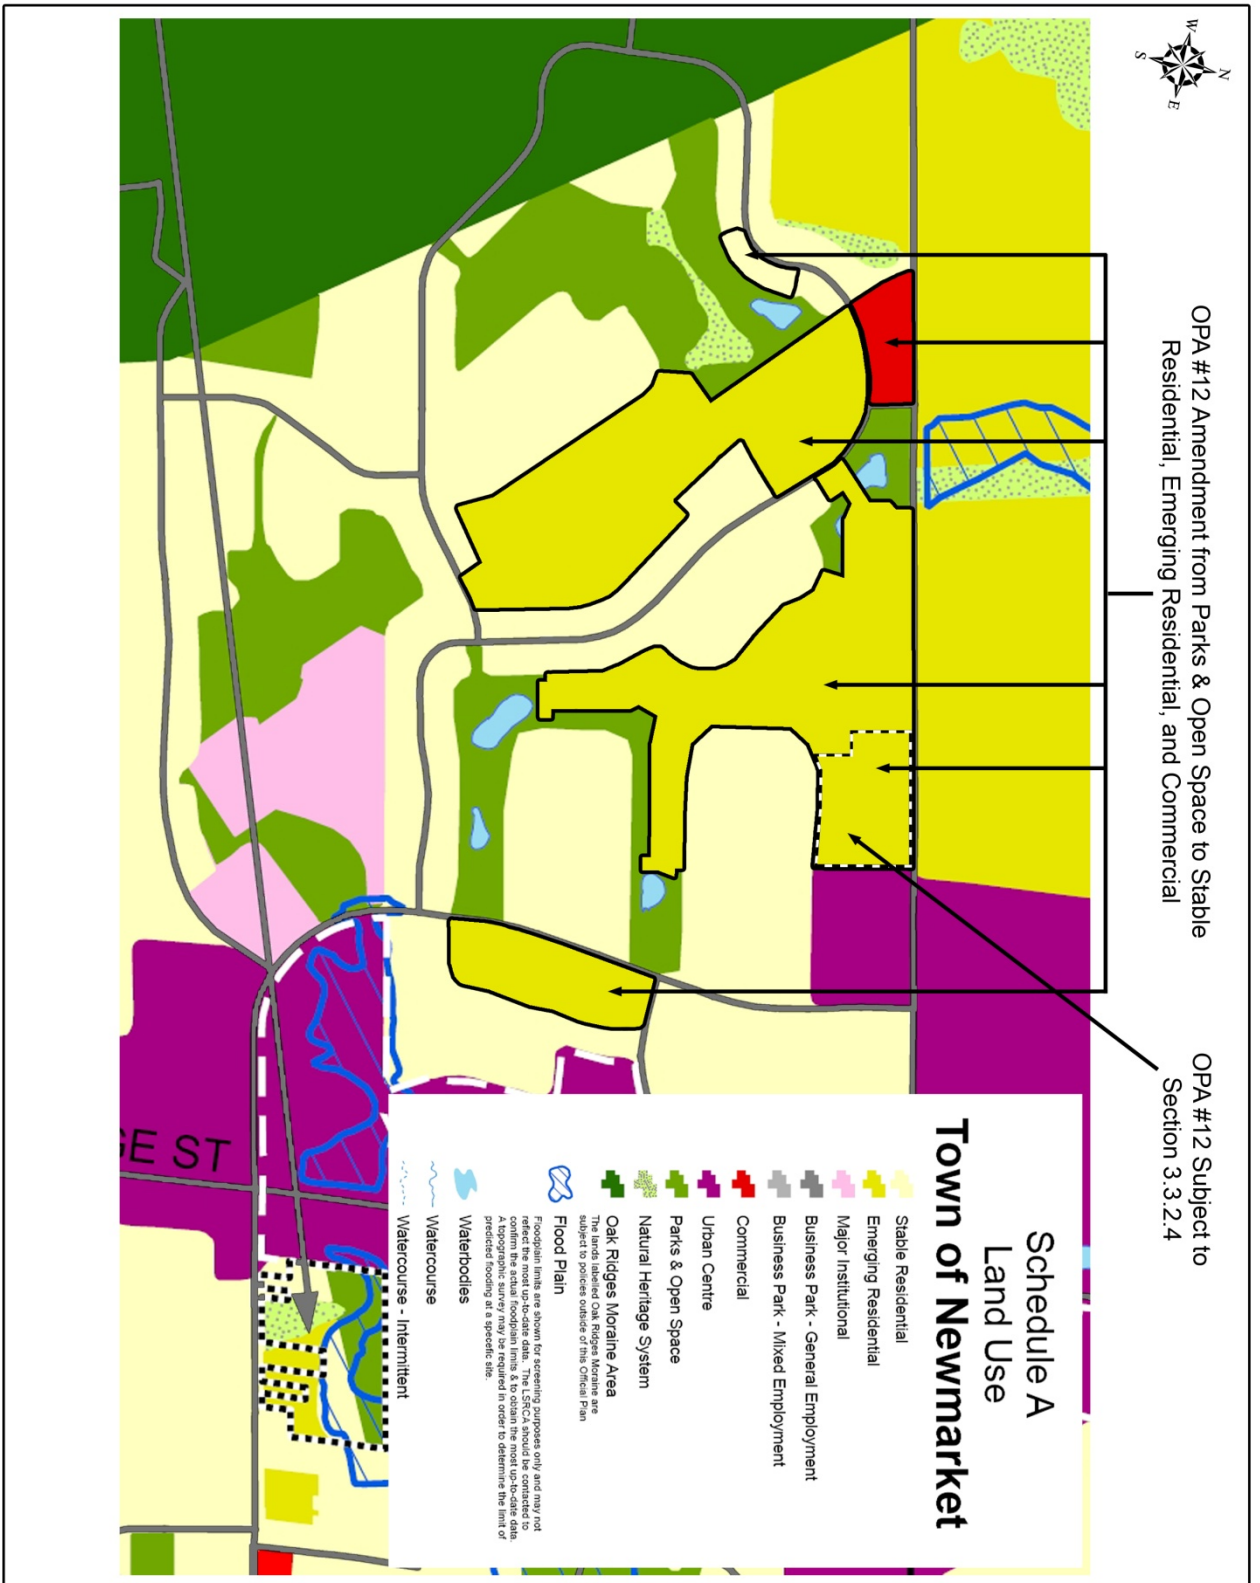 OPA #12 Amendment from Parks & Open Space to Stable
Residential, Emerging Residential, and Commercial
OPA #12 Subject to
Section 3.3.2.4
N
W
E
S
GE ST
Schedule A
Land Use
Town of Newmarket
Stable Residential
Emerging Residential
Major Institutional
Business Park - General Employment
Business Park - Mixed Employment
Commercial
Urban Centre
Parks & Open Space
Natural Heritage System
Oak Ridges Moraine Area
The lands labelled Oak Ridges Moraine are
subject to policies outside of this Official Plan
Flood Plain
Floodplain limits are shown for screening purposes only and may not
reflect the most up-to-date data. The LSRCA should be contacted to
confirm the actual floodplain limits & to obtain the most up-to-date data.
A topographic survey may be required in order to determine the limit of
predicted flooding at a specefic site.
Waterbodies
Watercourse
Watercourse - Intermittent